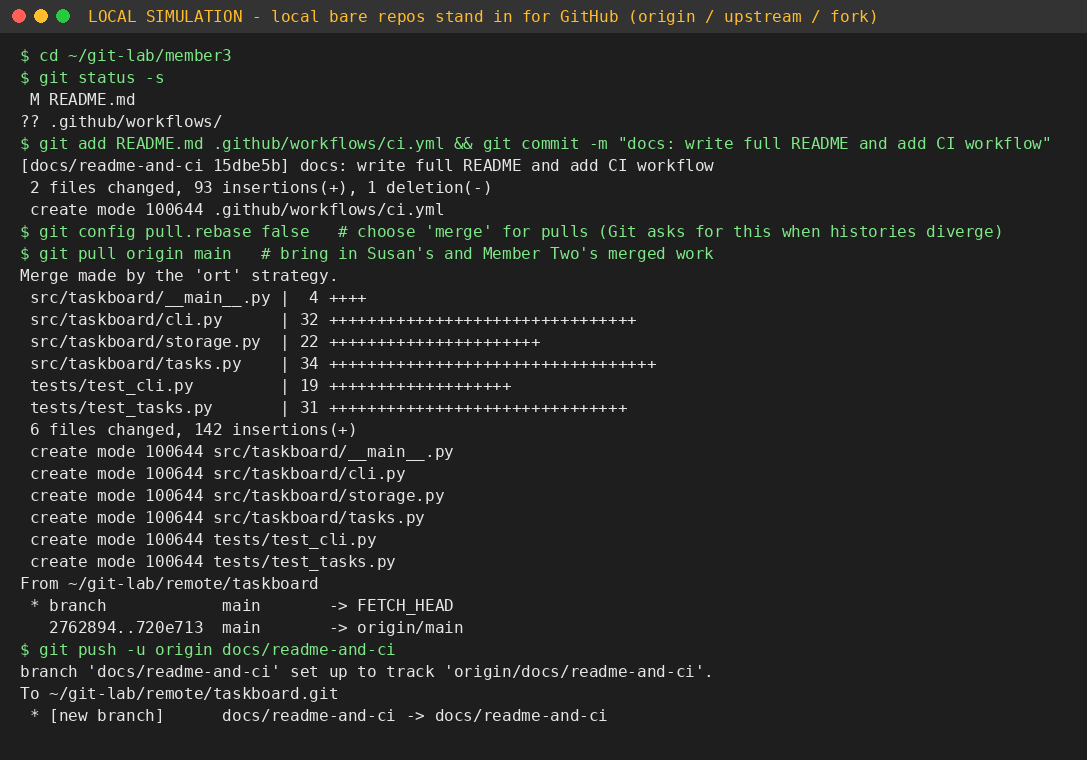 LOCAL SIMULATION - local bare repos stand in for GitHub (origin / upstream / fork)
$ cd ~/git-lab/member3
$ git status -s
 M README.md
?? .github/workflows/
$ git add README.md .github/workflows/ci.yml && git commit -m "docs: write full README and add CI workflow"
[docs/readme-and-ci 15dbe5b] docs: write full README and add CI workflow
 2 files changed, 93 insertions(+), 1 deletion(-)
 create mode 100644 .github/workflows/ci.yml
$ git config pull.rebase false   # choose 'merge' for pulls (Git asks for this when histories diverge)
$ git pull origin main   # bring in Susan's and Member Two's merged work
Merge made by the 'ort' strategy.
 src/taskboard/__main__.py |  4 ++++
 src/taskboard/cli.py      | 32 ++++++++++++++++++++++++++++++++
 src/taskboard/storage.py  | 22 ++++++++++++++++++++++
 src/taskboard/tasks.py    | 34 ++++++++++++++++++++++++++++++++++
 tests/test_cli.py         | 19 +++++++++++++++++++
 tests/test_tasks.py       | 31 +++++++++++++++++++++++++++++++
 6 files changed, 142 insertions(+)
 create mode 100644 src/taskboard/__main__.py
 create mode 100644 src/taskboard/cli.py
 create mode 100644 src/taskboard/storage.py
 create mode 100644 src/taskboard/tasks.py
 create mode 100644 tests/test_cli.py
 create mode 100644 tests/test_tasks.py
From ~/git-lab/remote/taskboard
 * branch            main       -> FETCH_HEAD
   2762894..720e713  main       -> origin/main
$ git push -u origin docs/readme-and-ci
branch 'docs/readme-and-ci' set up to track 'origin/docs/readme-and-ci'.
To ~/git-lab/remote/taskboard.git
 * [new branch]      docs/readme-and-ci -> docs/readme-and-ci